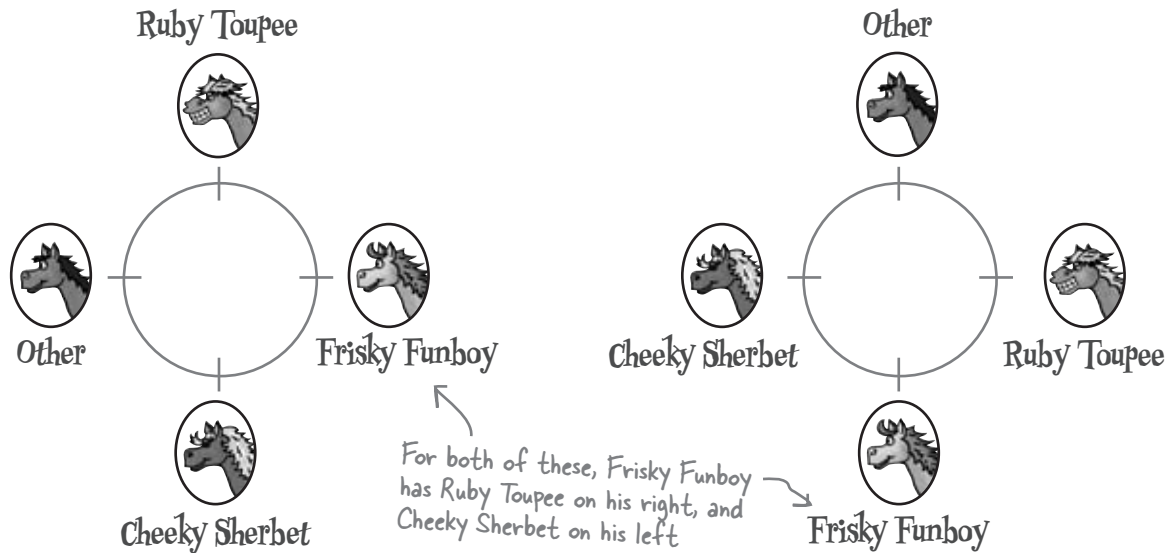 Ruby Toupee
Other
Other
Frisky Funboy
Cheeky Sherbet
Cheeky Sherbet
Ruby Toupee
Frisky Funboy
For both of these, Frisky Funboy
has Ruby Toupee on his right, and
Cheeky Sherbet on his left